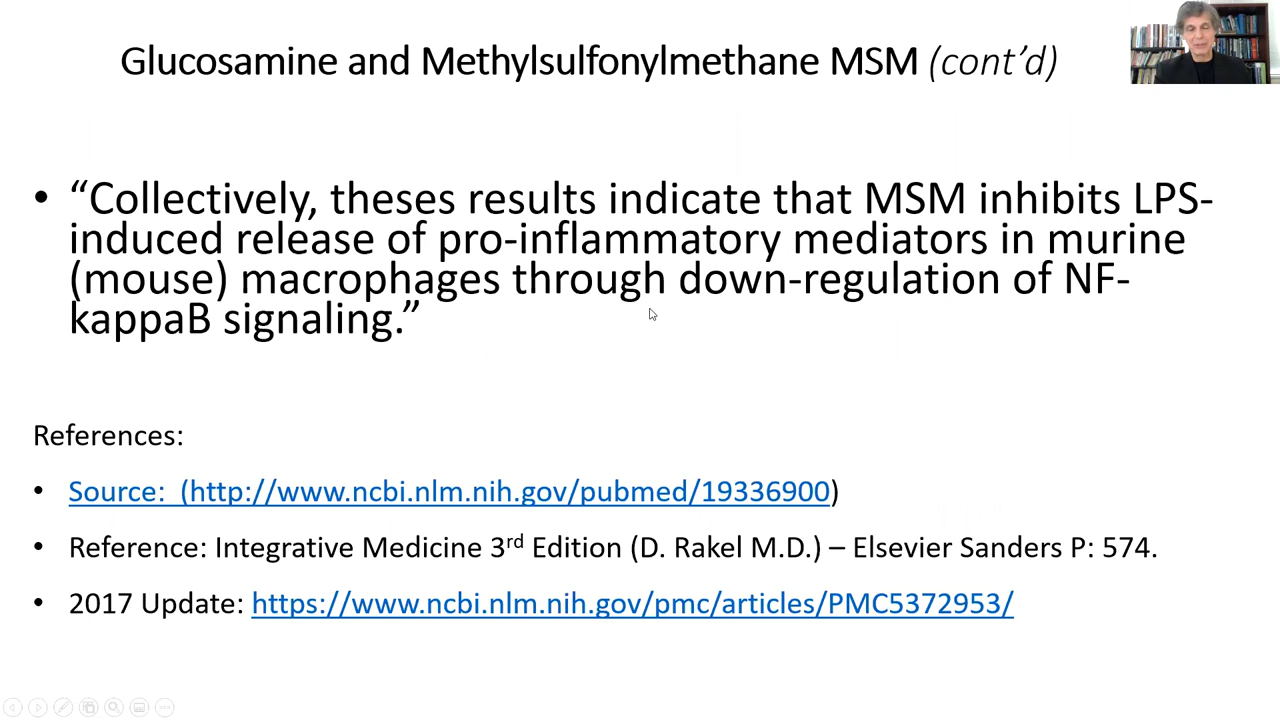 Glucosamine and Methylsulfonylmethane MSM (cont’d)
• “Collectively, theses results indicate that MSM inhibits LPS-
induced release of pro-inflammatory mediators in murine
(mouse) macrophages through down-regulation of NF-
kappaB signaling.”
References:
• Source:  (http://www.ncbi.nlm.nih.gov/pubmed/19336900)
• Reference: Integrative Medicine 3rd Edition (D. Rakel M.D.) – Elsevier Sanders P: 574.
• 2017 Update: https://www.ncbi.nlm.nih.gov/pmc/articles/PMC5372953/